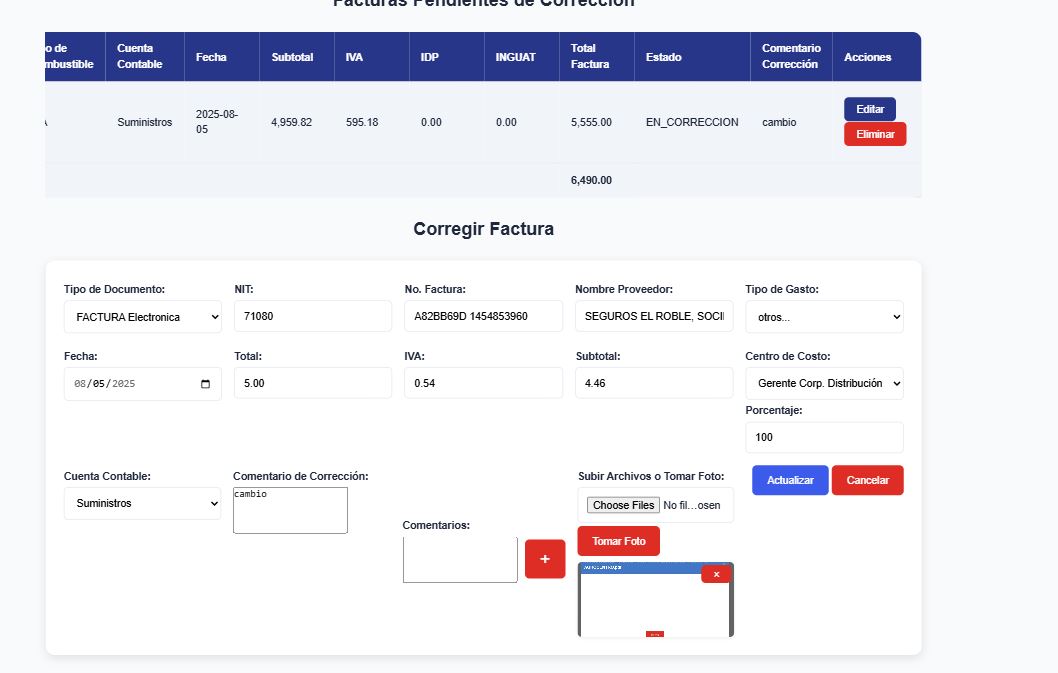 Facturas Pendientes de Corrección
o de
mbustible
Cuenta
Contable
Fecha
Subtotal
IVA
IDP
INGUAT
Total
Factura
Estado
Comentario
Corrección
Acciones
Suministros
2025-08-
05
4,959.82
595.18
0.00
0.00
5,555.00
EN_CORRECCION
cambio
Editar
Eliminar
6,490.00
Corregir Factura
Tipo de Documento:
NIT:
No. Factura:
Nombre Proveedor:
Tipo de Gasto:
FACTURA Electronica
71080
A82BB69D 1454853960
SEGUROS EL ROBLE, SOCI
otros...
Fecha:
Total:
IVA:
Subtotal:
Centro de Costo:
08/05/2025
5.00
0.54
4.46
Gerente Corp. Distribución
Porcentaje:
100
Cuenta Contable:
Comentario de Corrección:
Subir Archivos o Tomar Foto:
Actualizar
Cancelar
Suministros
cambio
Choose Files
No fil...osen
Comentarios:
+
Tomar Foto
x